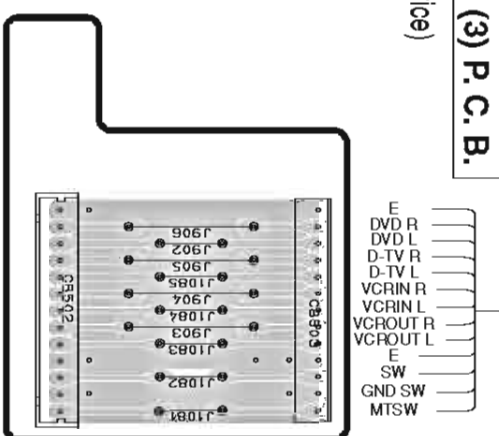 (3) P. C. B.
ice)
E
DVD R
DVD L
D-TV R
D-TV L
VCRIN R
VCRIN L
VCROUT R
VCROUT L
E
SW
GND SW
MTSW
CB502
J906
J902
J905
J1085
J904
J1084
J903
J1083
J1082
J1081